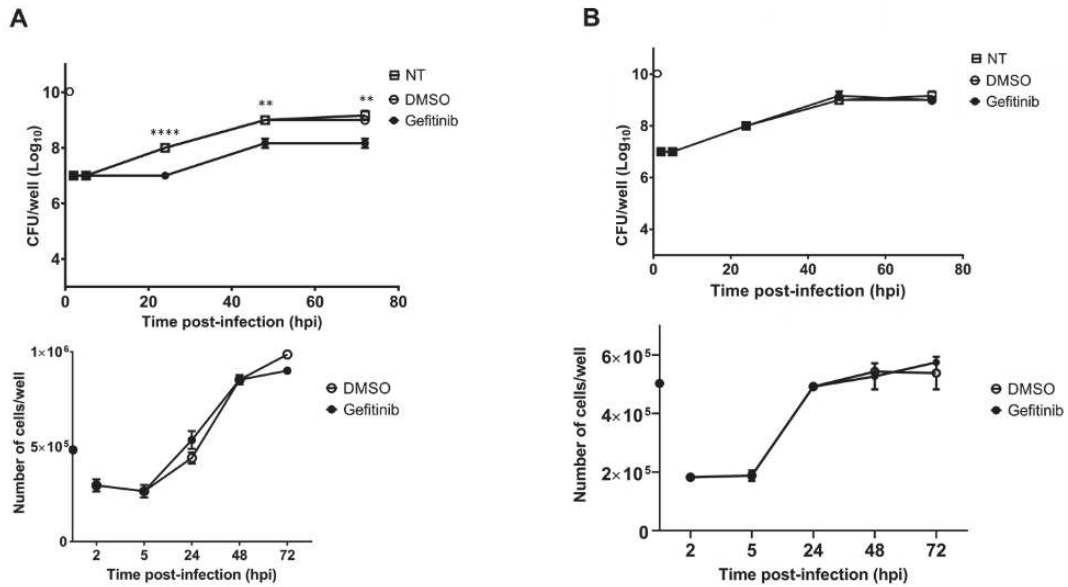 A
CFU/well (Log10)
10
8
6
4
0
20
40
60
80
Time post-infection (hpi)
****
**
**
NT
DMSO
Gefitinib
B
CFU/well (Log10)
10
8
6
4
0
20
40
60
80
Time post-infection (hpi)
NT
DMSO
Gefitinib
Number of cells/well
1×10^6
5×10^5
0
2
5
24
48
72
Time post-infection (hpi)
DMSO
Gefitinib
Number of cells/well
6×10^5
4×10^5
2×10^5
0
2
5
24
48
72
Time post-infection (hpi)
DMSO
Gefitinib